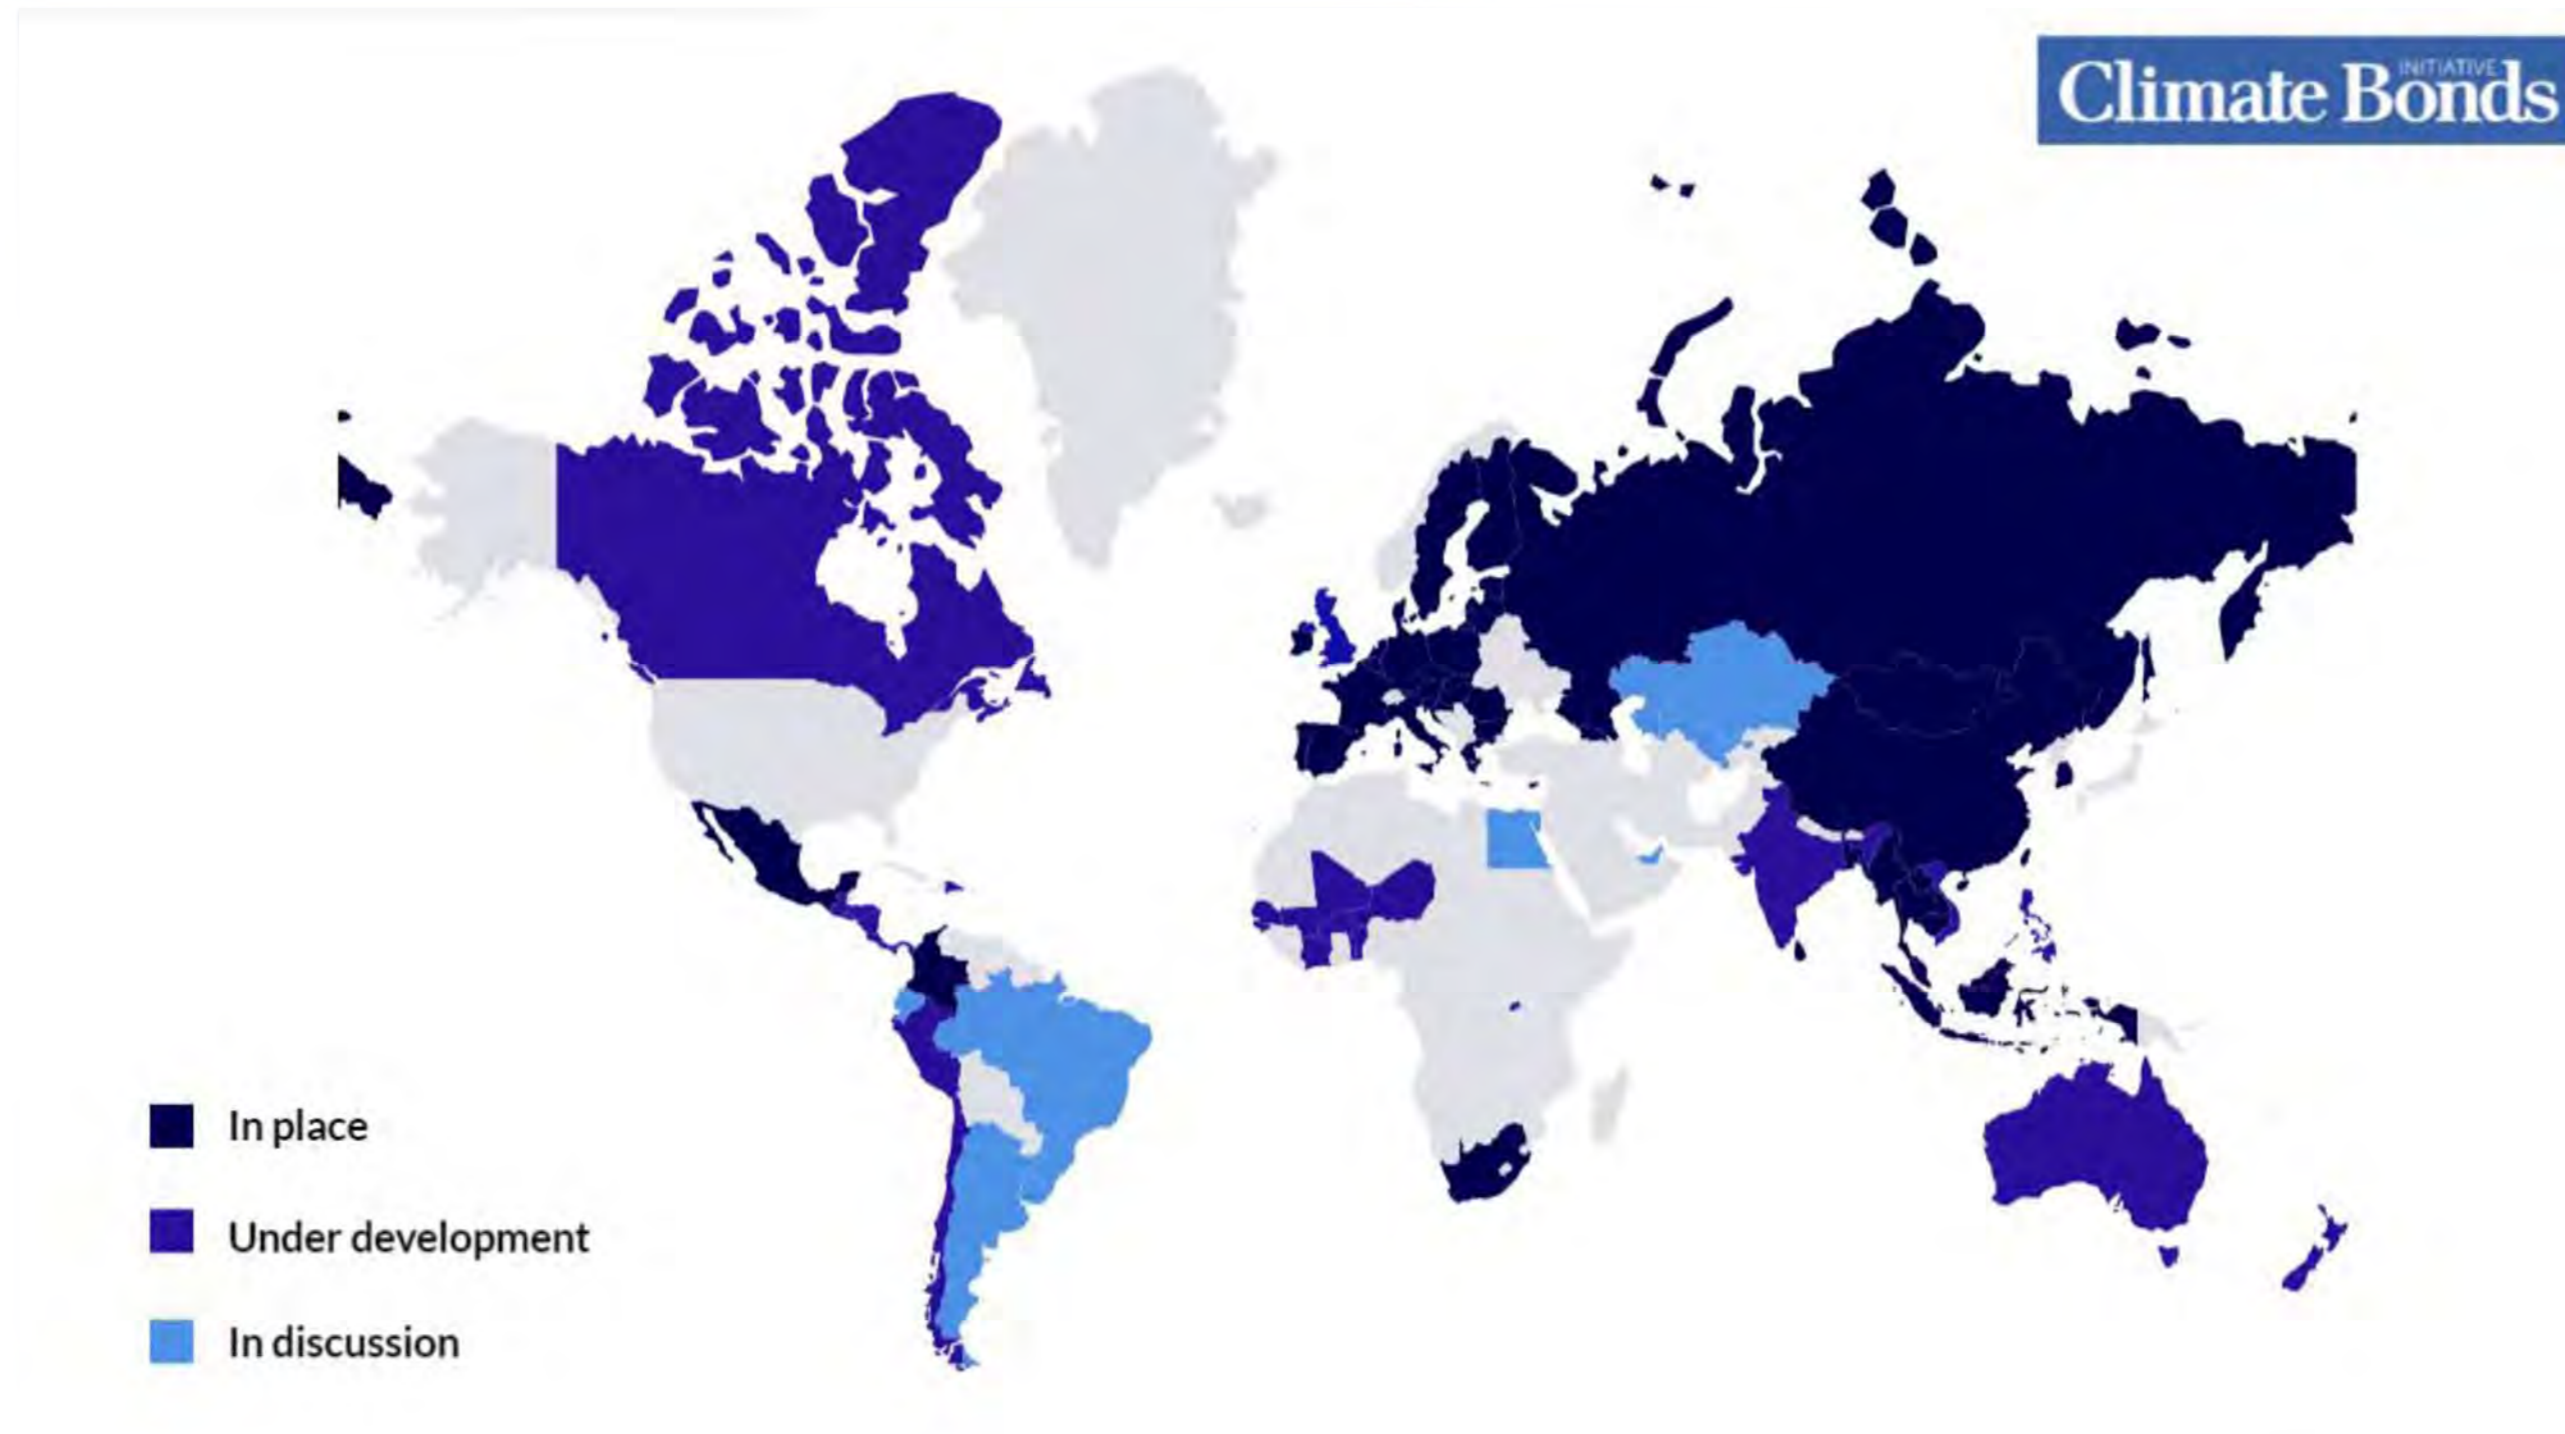 Climate Bonds
INITIATIVE
In place
Under development
In discussion